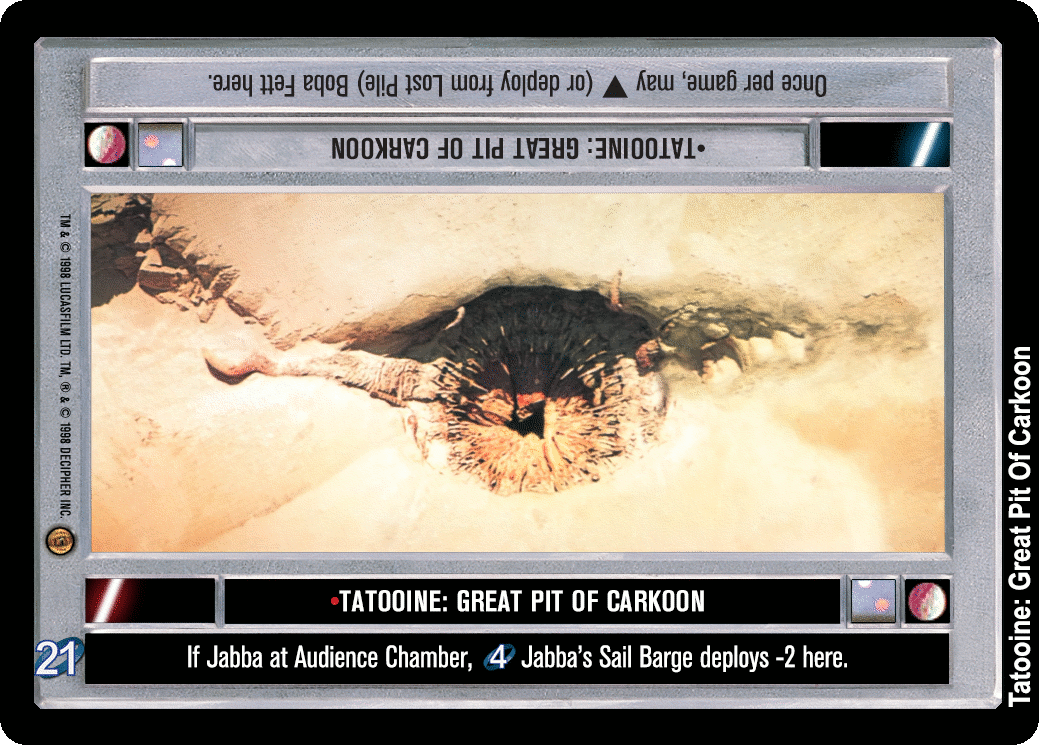 Once per game, may ▲ (or deploy from Lost Pile) Boba Fett here.
•TATOOINE: GREAT PIT OF CARKOON
TM & © 1998 LUCASFILM LTD. TM, ® & © 1998 DECIPHER INC.
•TATOOINE: GREAT PIT OF CARKOON
21
If Jabba at Audience Chamber, 4 Jabba's Sail Barge deploys -2 here.
Tatooine: Great Pit Of Carkoon